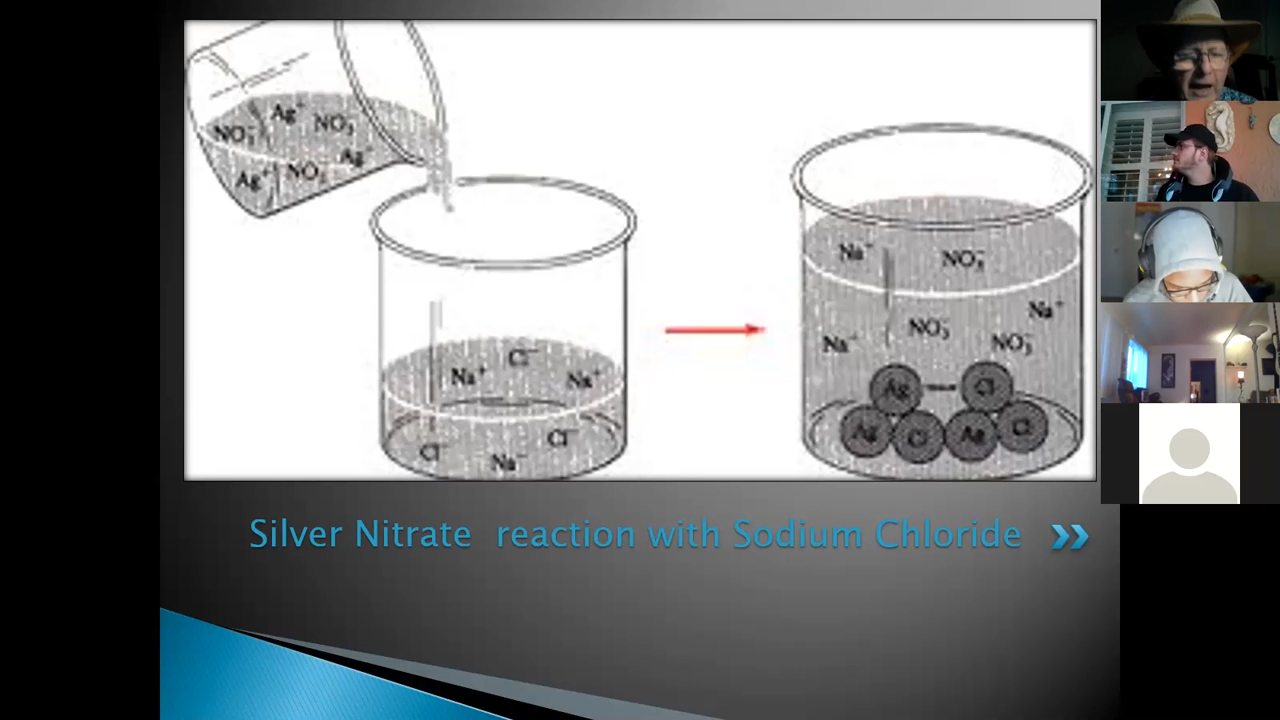 Ag⁺
NO₃⁻ NO₃
Ag⁺
Ag⁺ NO₃
Cl⁻
Na⁺ Na⁺
Cl⁻ Cl⁻
Na⁻
Na⁺ NO₃⁻
Na⁺
Na⁻ NO₃⁻ NO₃⁻
Ag Cl
Ag Cl Ag Cl
Silver Nitrate reaction with Sodium Chloride